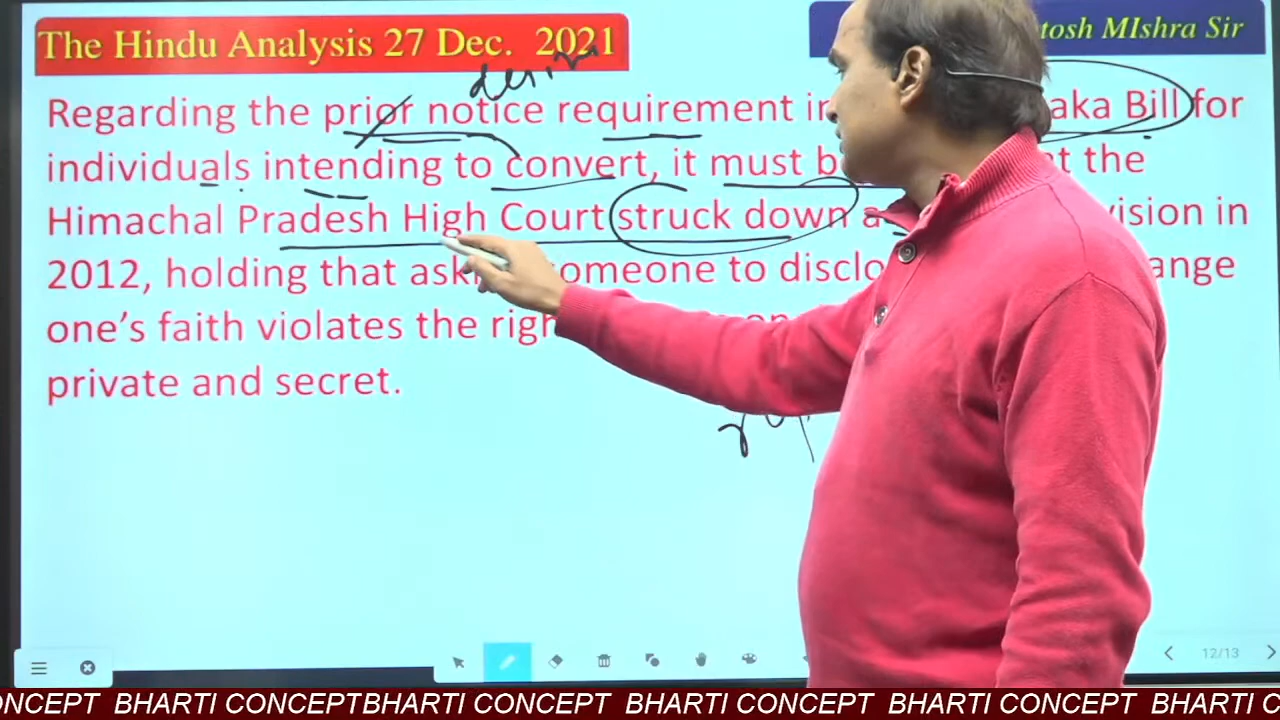 The Hindu Analysis 27 Dec. 2021
tosh MIshra Sir
Regarding the prior notice requirement in aka Bill for
individuals intending to convert, it must b t the
Himachal Pradesh High Court struck down a vision in
2012, holding that ask someone to disclo ange
one's faith violates the righ
private and secret.
12/13
ONCEPT BHARTI CONCEPTBHARTI CONCEPT BHARTI CONCEPT BHARTI CONCEPT BHARTI C